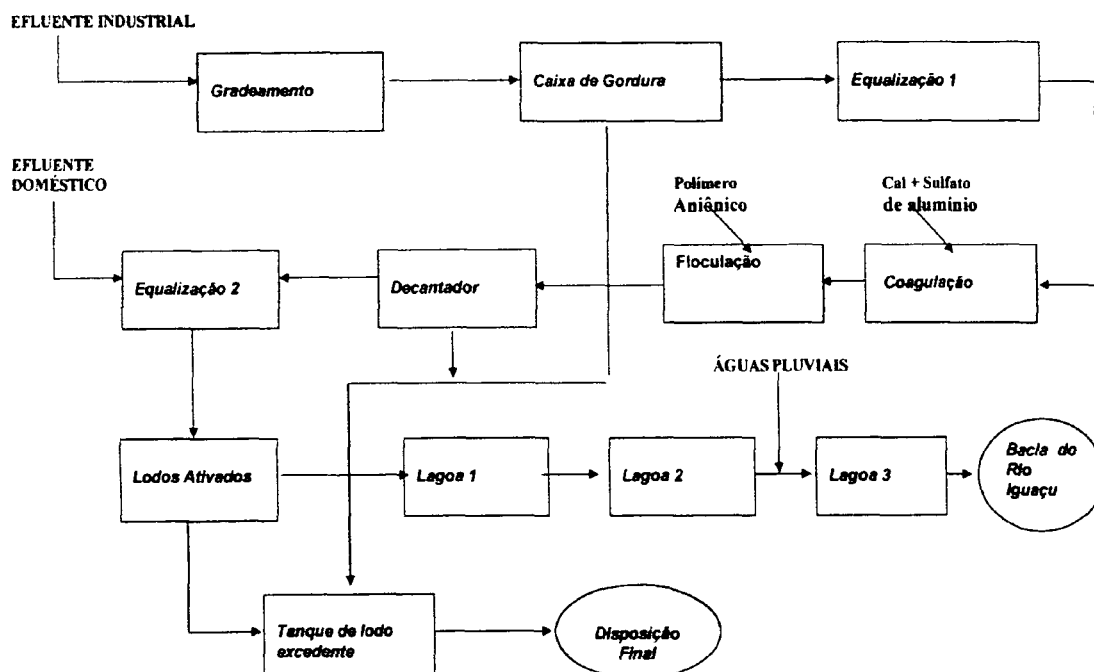 EFLUENTE INDUSTRIAL
Gradeamento
Caixa de Gordura
Equalização 1
EFLUENTE
DOMÉSTICO
Polímero
Aniônico
Cal + Sulfato
de alumínio
Equalização 2
Decantador
Floculação
Coagulação
ÁGUAS PLUVIAIS
Lodos Ativados
Lagoa 1
Lagoa 2
Lagoa 3
Bacia do
Rio
Iguaçu
Tanque de lodo
excedente
Disposição
Final